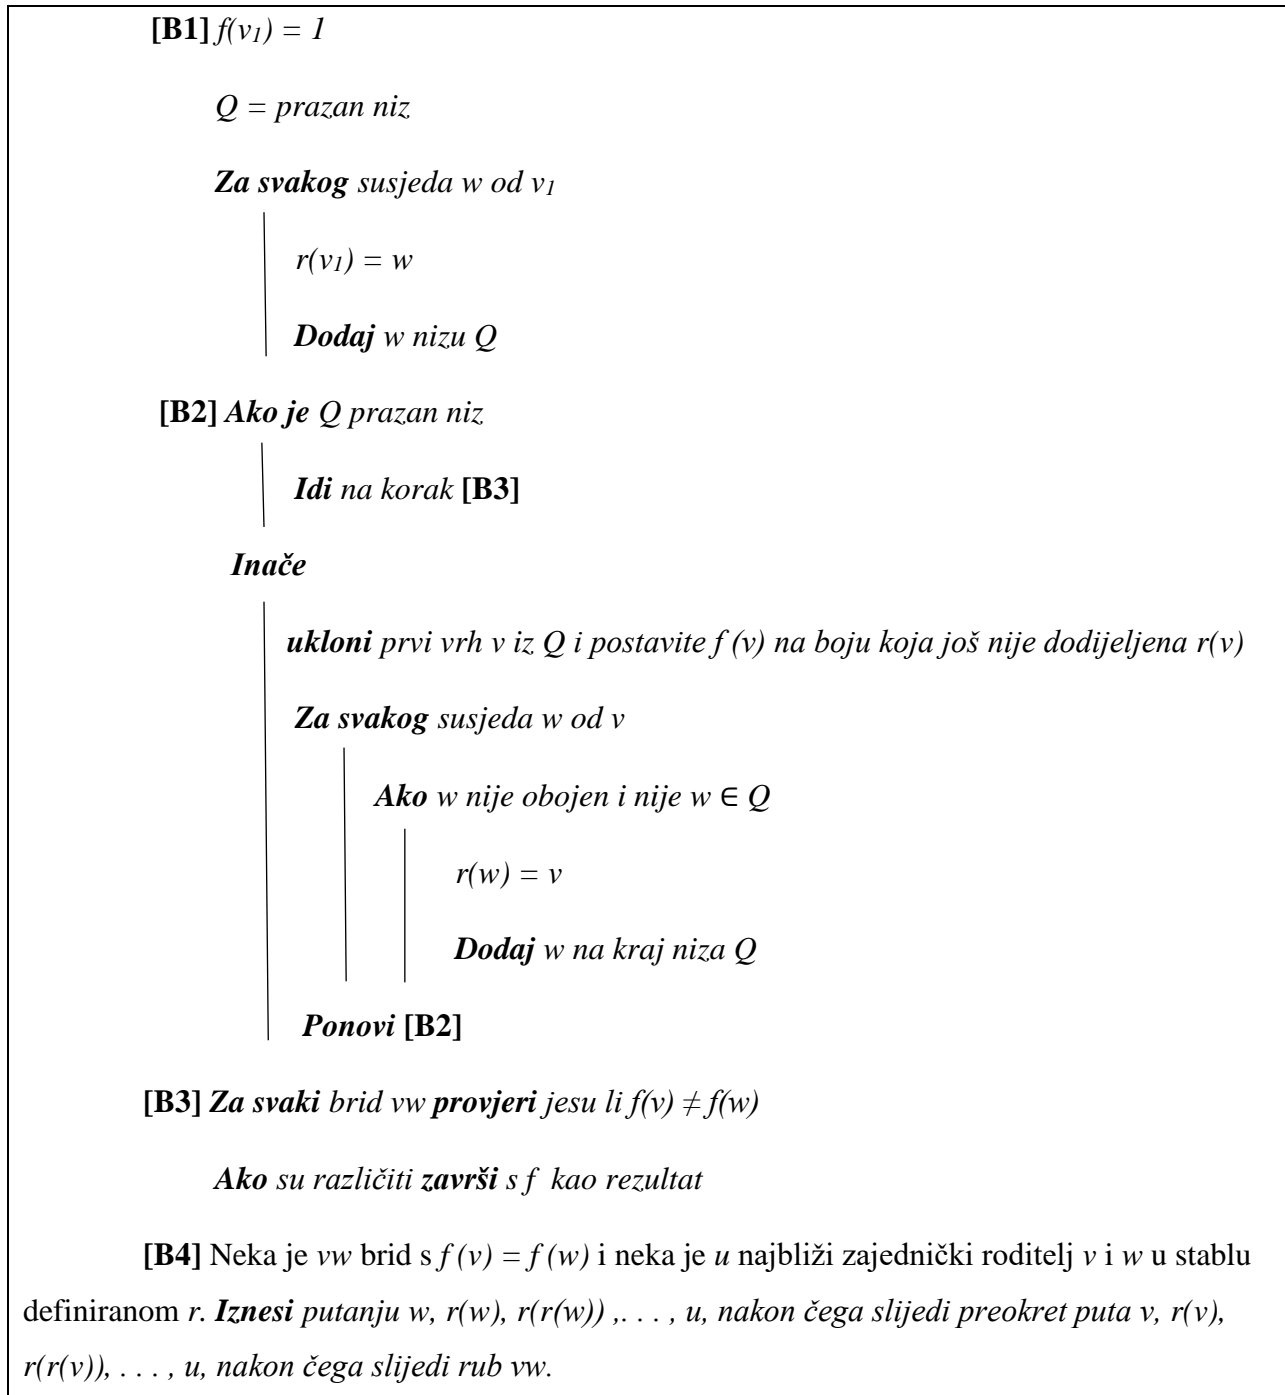 [B1] f(v1) = 1
Q = prazan niz
Za svakog susjeda w od v1
r(v1) = w
Dodaj w nizu Q
[B2] Ako je Q prazan niz
Idi na korak [B3]
Inače
ukloni prvi vrh v iz Q i postavite f (v) na boju koja još nije dodijeljena r(v)
Za svakog susjeda w od v
Ako w nije obojen i nije w ∈ Q
r(w) = v
Dodaj w na kraj niza Q
Ponovi [B2]
[B3] Za svaki brid vw provjeri jesu li f(v) ≠ f(w)
Ako su različiti završi s f kao rezultat
[B4] Neka je vw brid s f (v) = f (w) i neka je u najbliži zajednički roditelj v i w u stablu
definiranom r. Iznesi putanju w, r(w), r(r(w)) ,. . . , u, nakon čega slijedi preokret puta v, r(v),
r(r(v)), . . . , u, nakon čega slijedi rub vw.